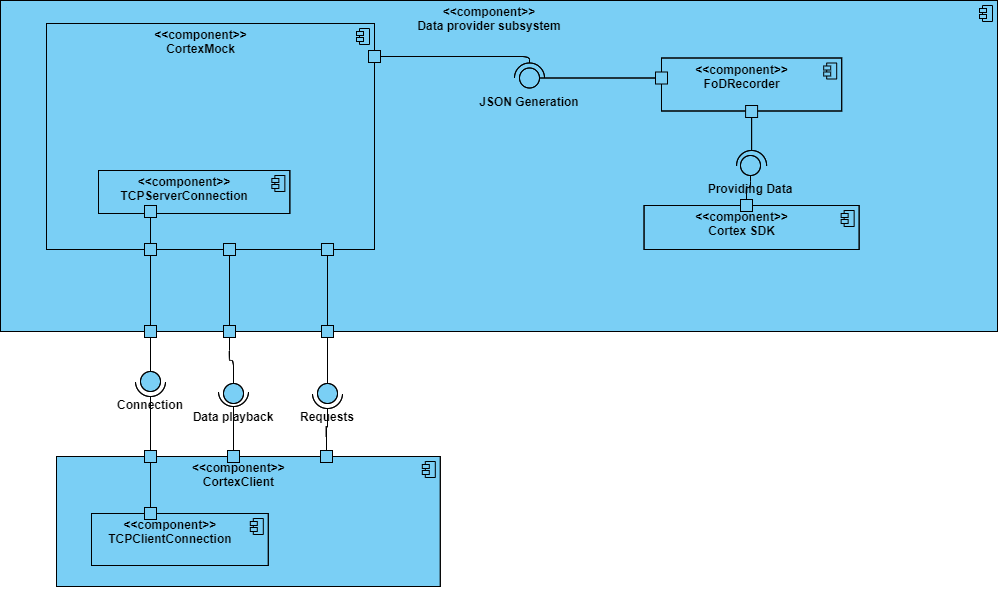 <<component>>
Data provider subsystem
<<component>>
CortexMock
<<component>>
FoDRecorder
JSON Generation
<<component>>
TCPServerConnection
Providing Data
<<component>>
Cortex SDK
Connection
Data playback
Requests
<<component>>
CortexClient
<<component>>
TCPClientConnection